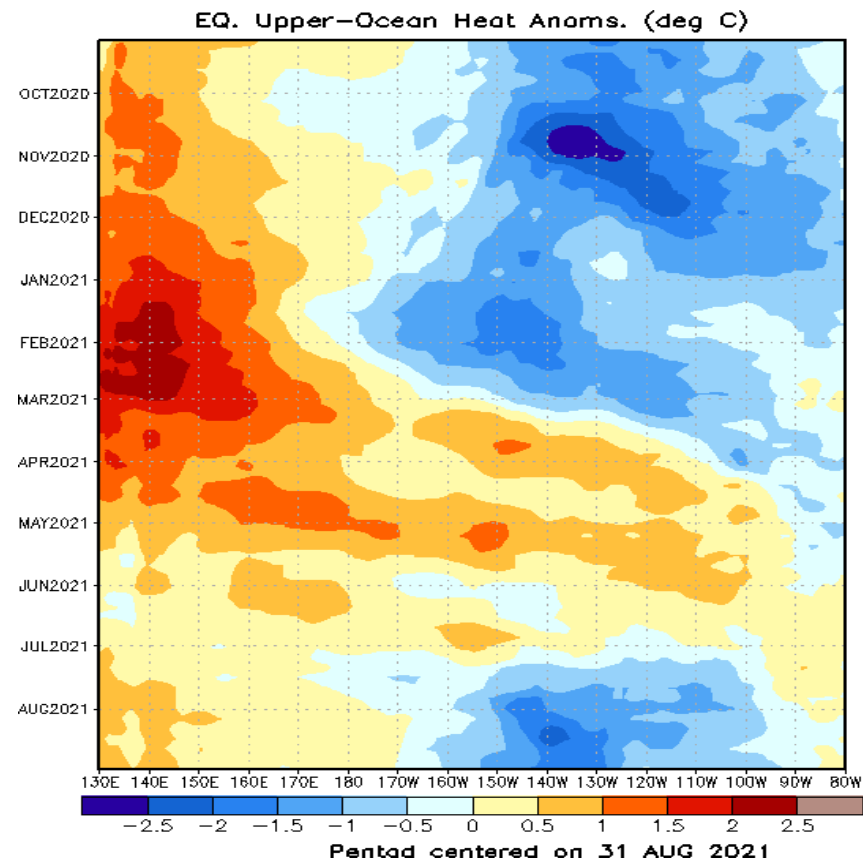 EQ. Upper-Ocean Heat Anams. (deg C)
OCT2020
NOV2020
DEC2020
JAN2021
FEB2021
MAR2021
APR2021
MAY2021
JUN2021
JUL2021
AUG2021
130E 140E 150E 160E 170E 180 170W 160W 150W 140W 130W 120W 110W 100W 90W 80W
-2.5 -2 -1.5 -1 -0.5 0 0.5 1 1.5 2 2.5
Pentad centered on 31 AUG 2021